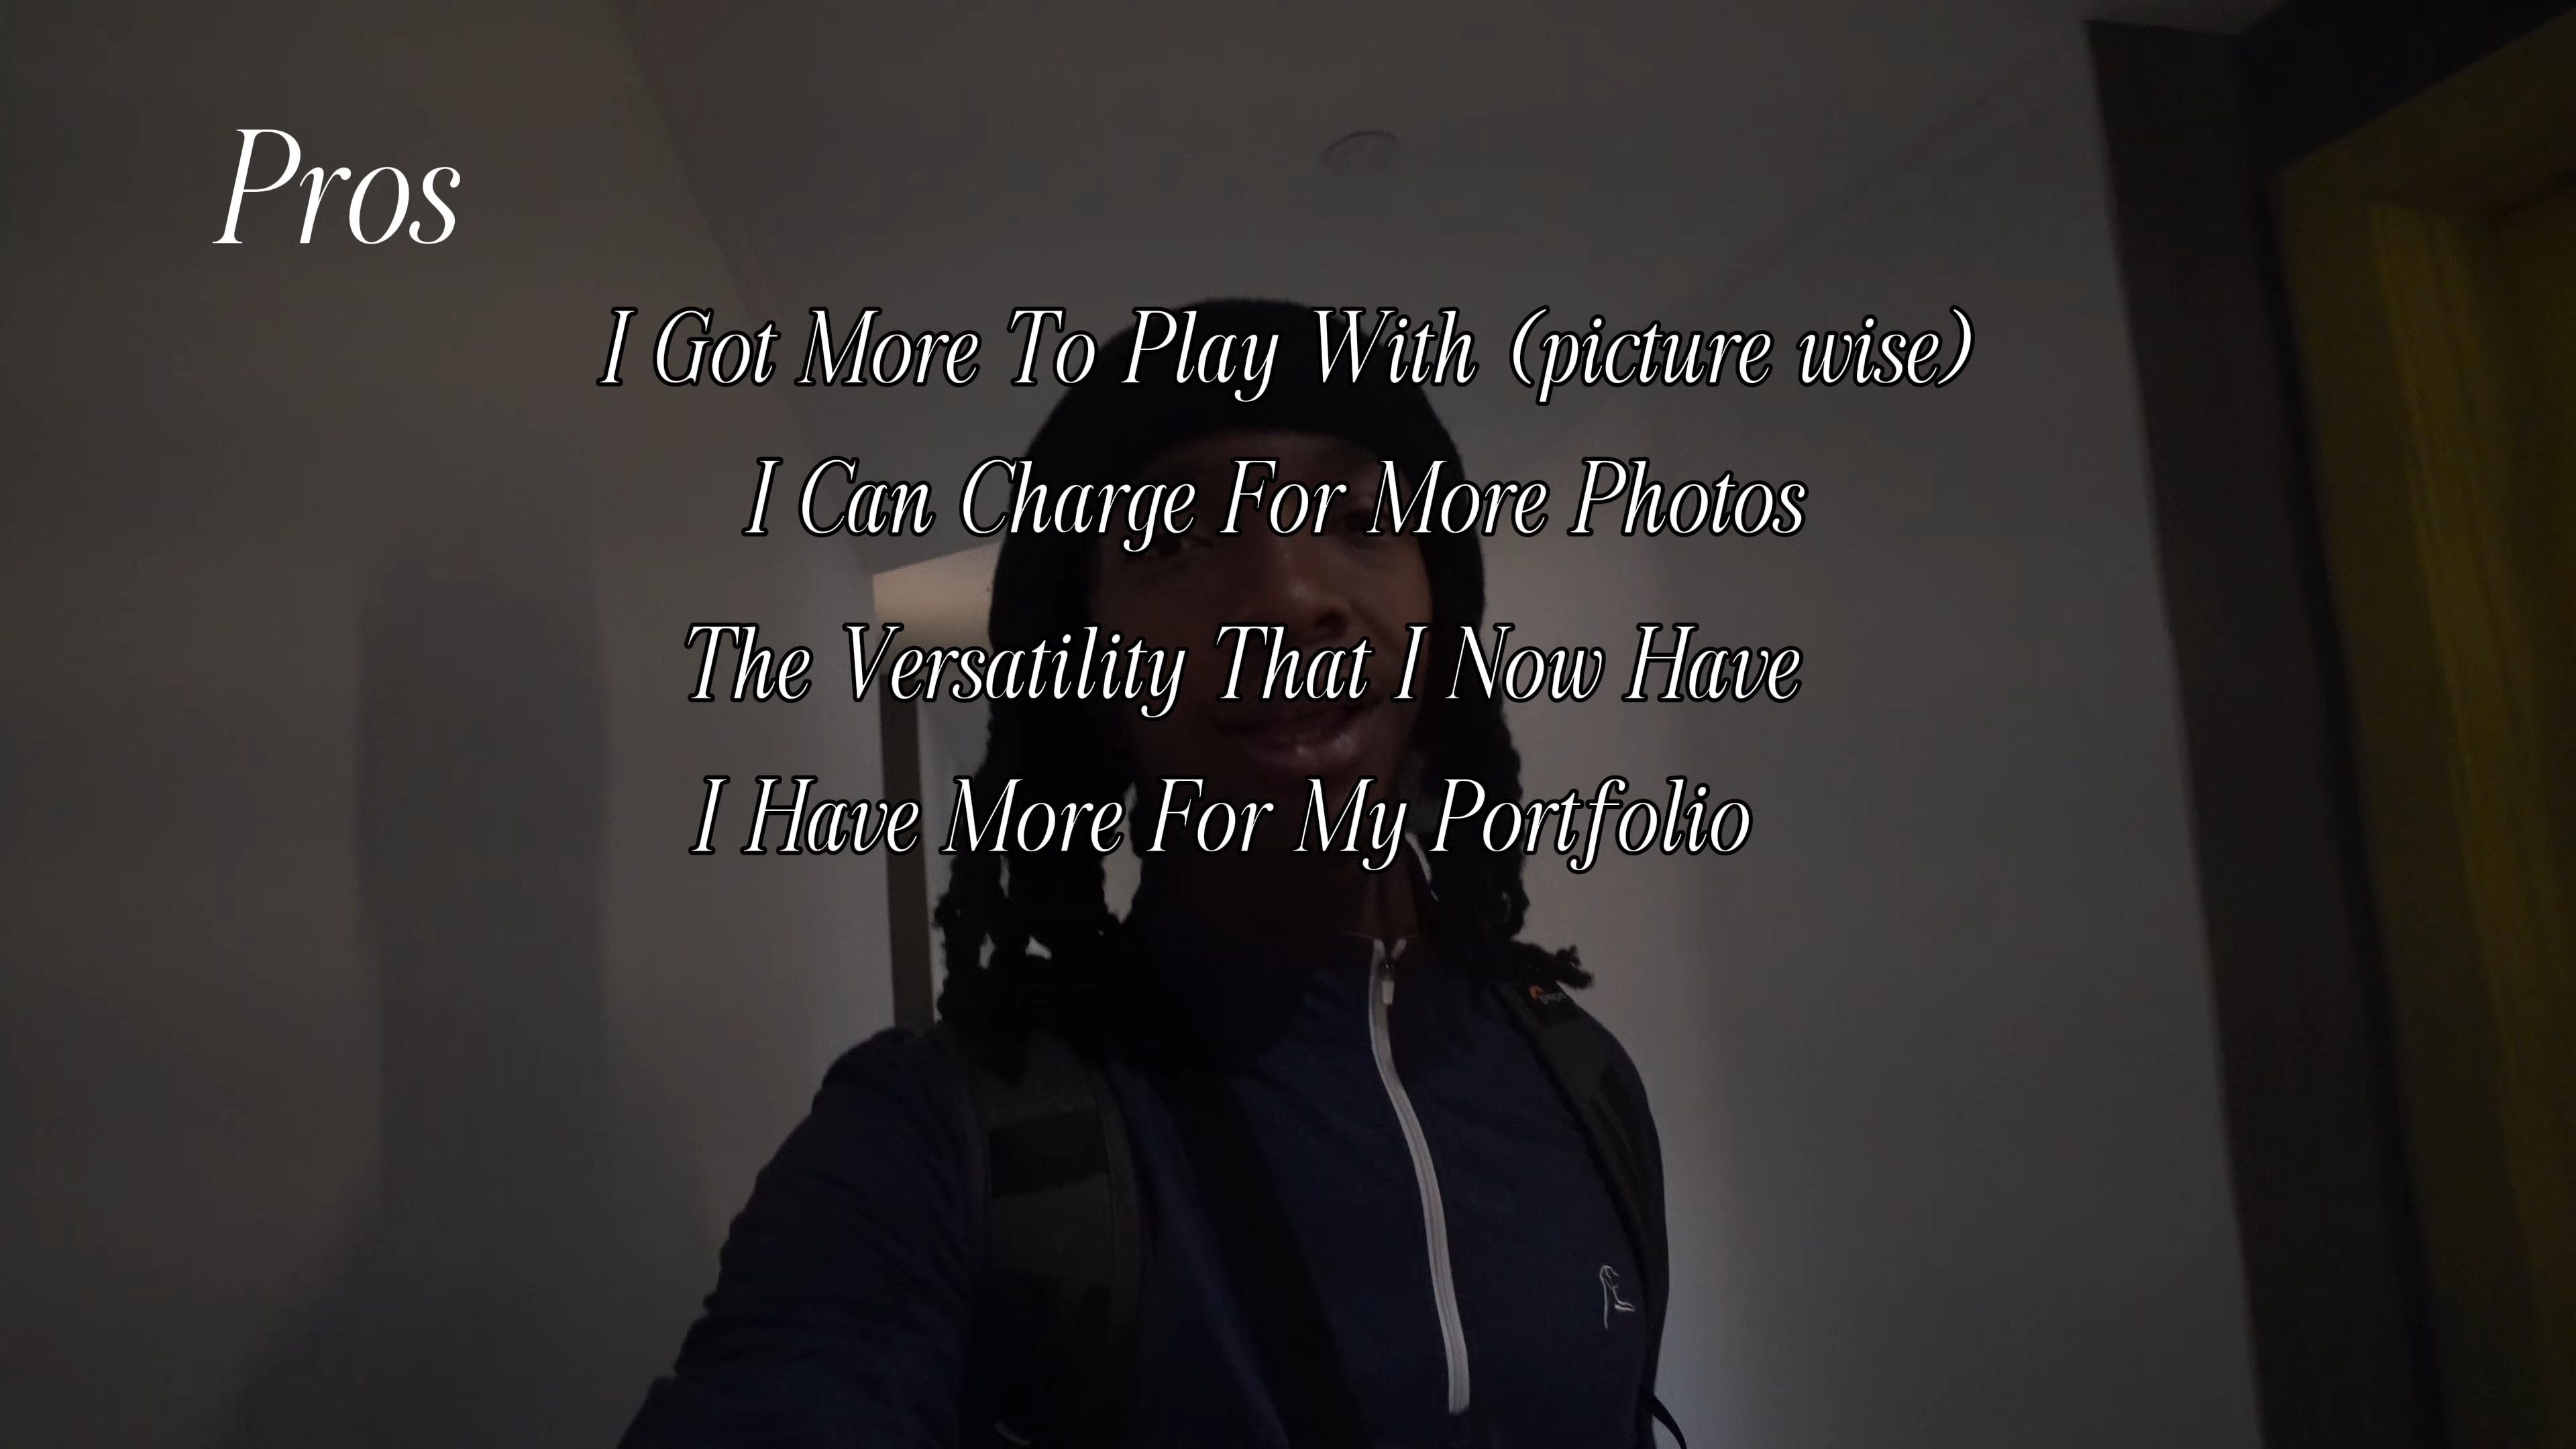 Pros
I Got More To Play With (picture wise)
I Can Charge For More Photos
The Versatility That I Now Have
I Have More For My Portfolio